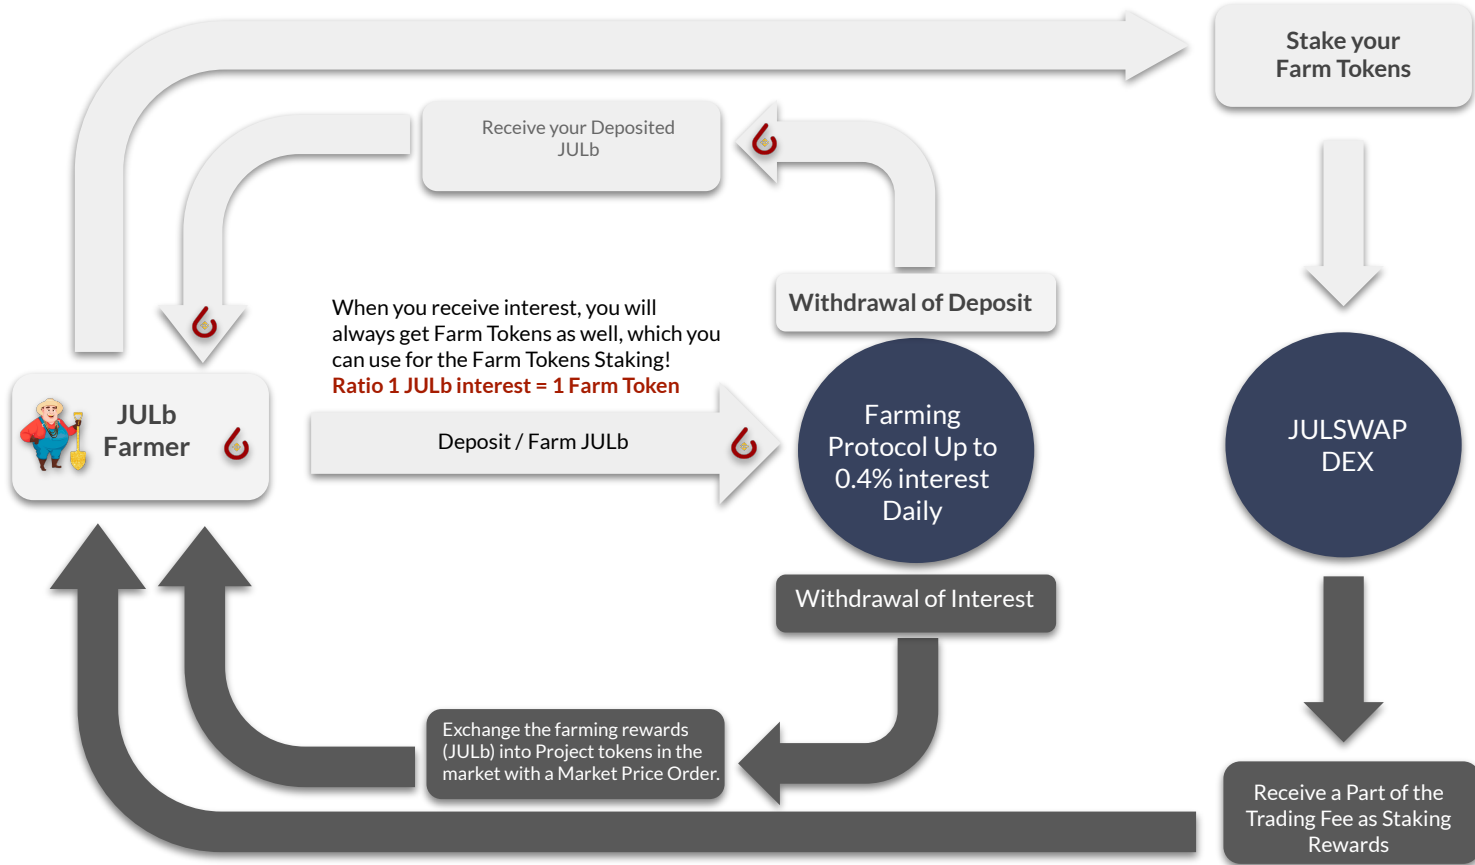 Stake your
Farm Tokens
Receive your Deposited
JULb
Withdrawal of Deposit
When you receive interest, you will
always get Farm Tokens as well, which you
can use for the Farm Tokens Staking!
Ratio 1 JULb interest = 1 Farm Token
JULb
Farmer
Deposit / Farm JULb
Farming
Protocol Up to
0.4% interest
Daily
JULSWAP
DEX
Withdrawal of Interest
Exchange the farming rewards
(JULb) into Project tokens in the
market with a Market Price Order.
Receive a Part of the
Trading Fee as Staking
Rewards